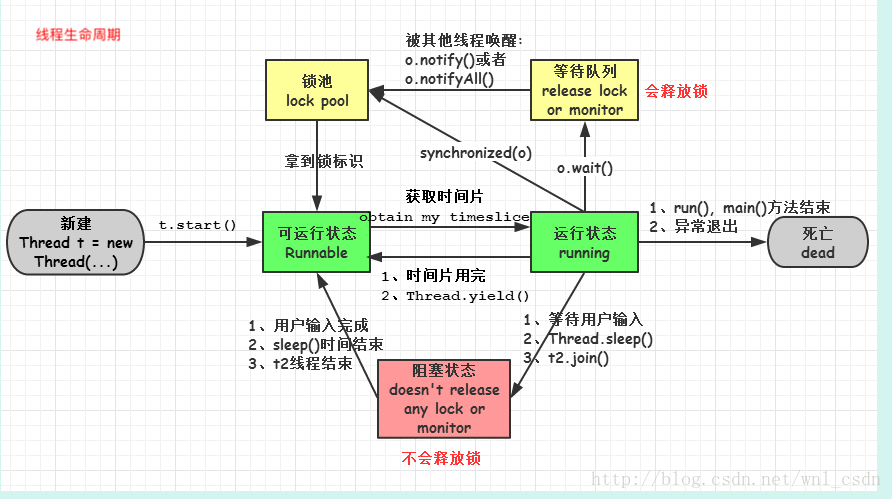 线程生命周期
被其他线程唤醒:
o.notify()或者
o.notifyAll()
锁池
lock pool
等待队列
release lock
or monitor
会释放锁
synchronized(o)
o.wait()
拿到锁标识
获取时间片
obtain my timeslice
新建
Thread t = new
Thread(...)
t.start()
可运行状态
Runnable
运行状态
running
1、run(), main()方法结束
2、异常退出
死亡
dead
1、时间片用完
2、Thread.yield()
1、用户输入完成
2、sleep()时间结束
3、t2线程结束
1、等待用户输入
2、Thread.sleep()
3、t2.join()
阻塞状态
doesn't release
any lock or
monitor
不会释放锁
http://blog.csdn.net/wnl_csdn